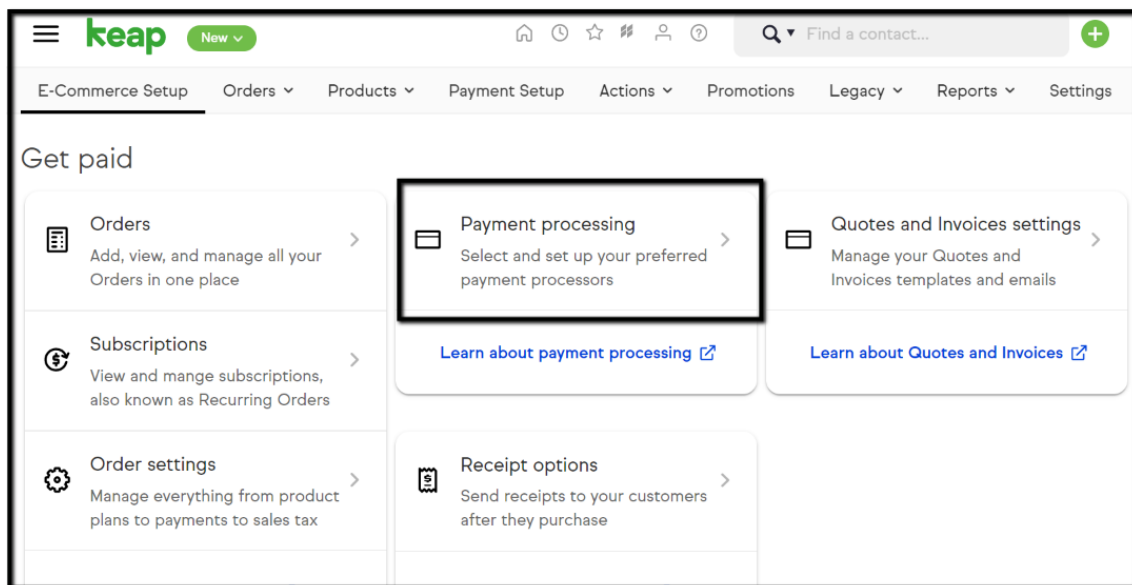 keap New Find a contact...
E-Commerce Setup Orders Products Payment Setup Actions Promotions Legacy Reports Settings
Get paid
Orders
Add, view, and manage all your
Orders in one place
Payment processing
Select and set up your preferred
payment processors
Quotes and Invoices settings
Manage your Quotes and
Invoices templates and emails
Subscriptions
View and mange subscriptions,
also known as Recurring Orders
Learn about payment processing
Learn about Quotes and Invoices
Order settings
Manage everything from product
plans to payments to sales tax
Receipt options
Send receipts to your customers
after they purchase